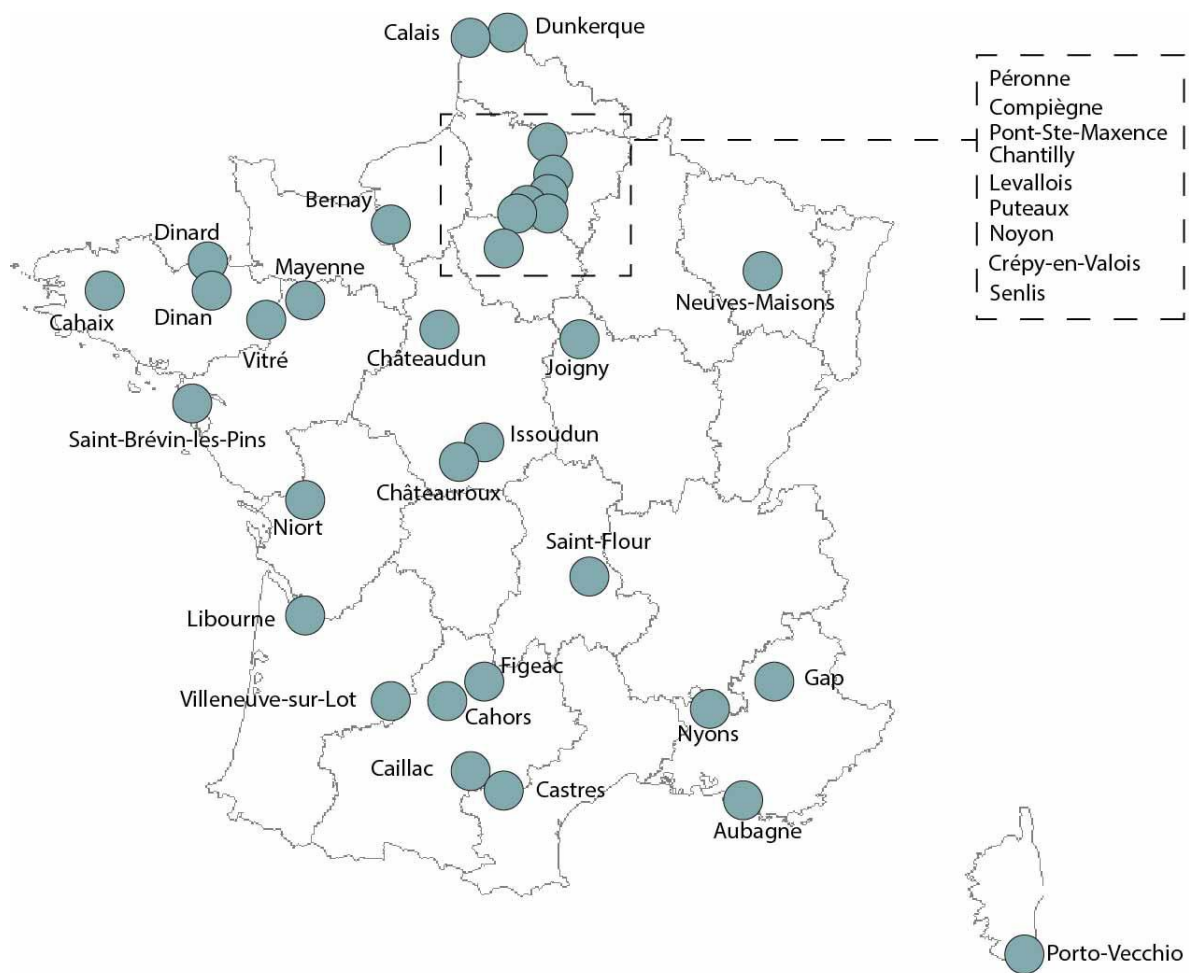 Calais
Dunkerque
Péronne
Compiègne
Pont-Ste-Maxence
Chantilly
Levallois
Puteaux
Noyon
Crépy-en-Valois
Senlis
Bernay
Dinard
Mayenne
Cahaix
Dinan
Vitré
Châteaudun
Joigny
Neuves-Maisons
Saint-Brévin-les-Pins
Issoudun
Châteauroux
Niort
Saint-Flour
Libourne
Figeac
Gap
Villeneuve-sur-Lot
Cahors
Nyons
Caillac
Castres
Aubagne
Porto-Vecchio